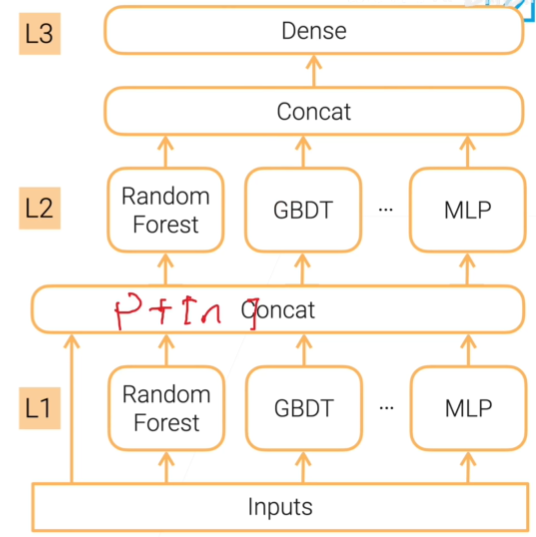 L3
Dense
Concat
L2
Random
Forest
GBDT
...
MLP
Concat
L1
Random
Forest
GBDT
...
MLP
Inputs